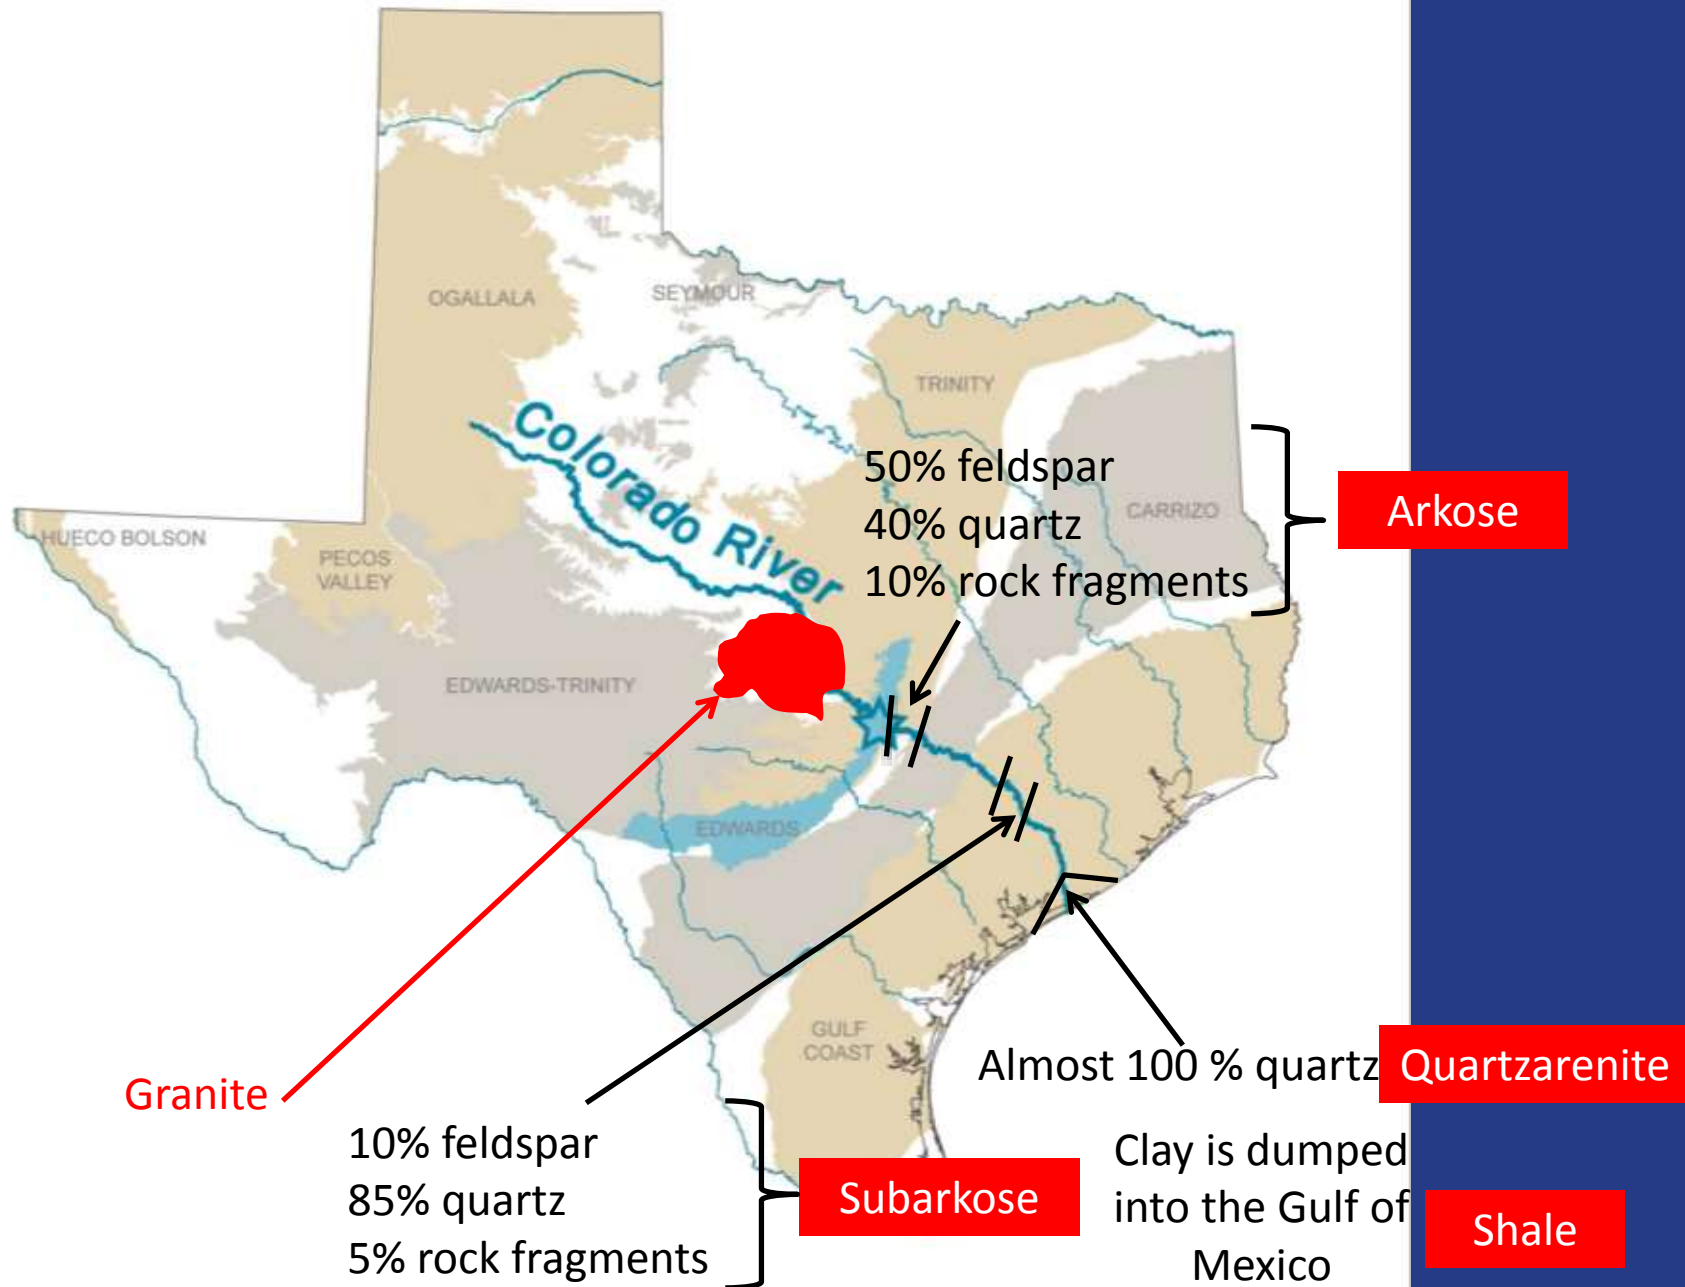 OGALLALA
SEYMOUR
TRINITY
Colorado River
50% feldspar
40% quartz
10% rock fragments
Arkose
CARRIZO
HUECO BOLSON
PECOS
VALLEY
EDWARDS-TRINITY
EDWARDS
GULF
COAST
Granite
Almost 100 % quartz
Quartzarenite
10% feldspar
85% quartz
5% rock fragments
Subarkose
Clay is dumped
into the Gulf of
Mexico
Shale